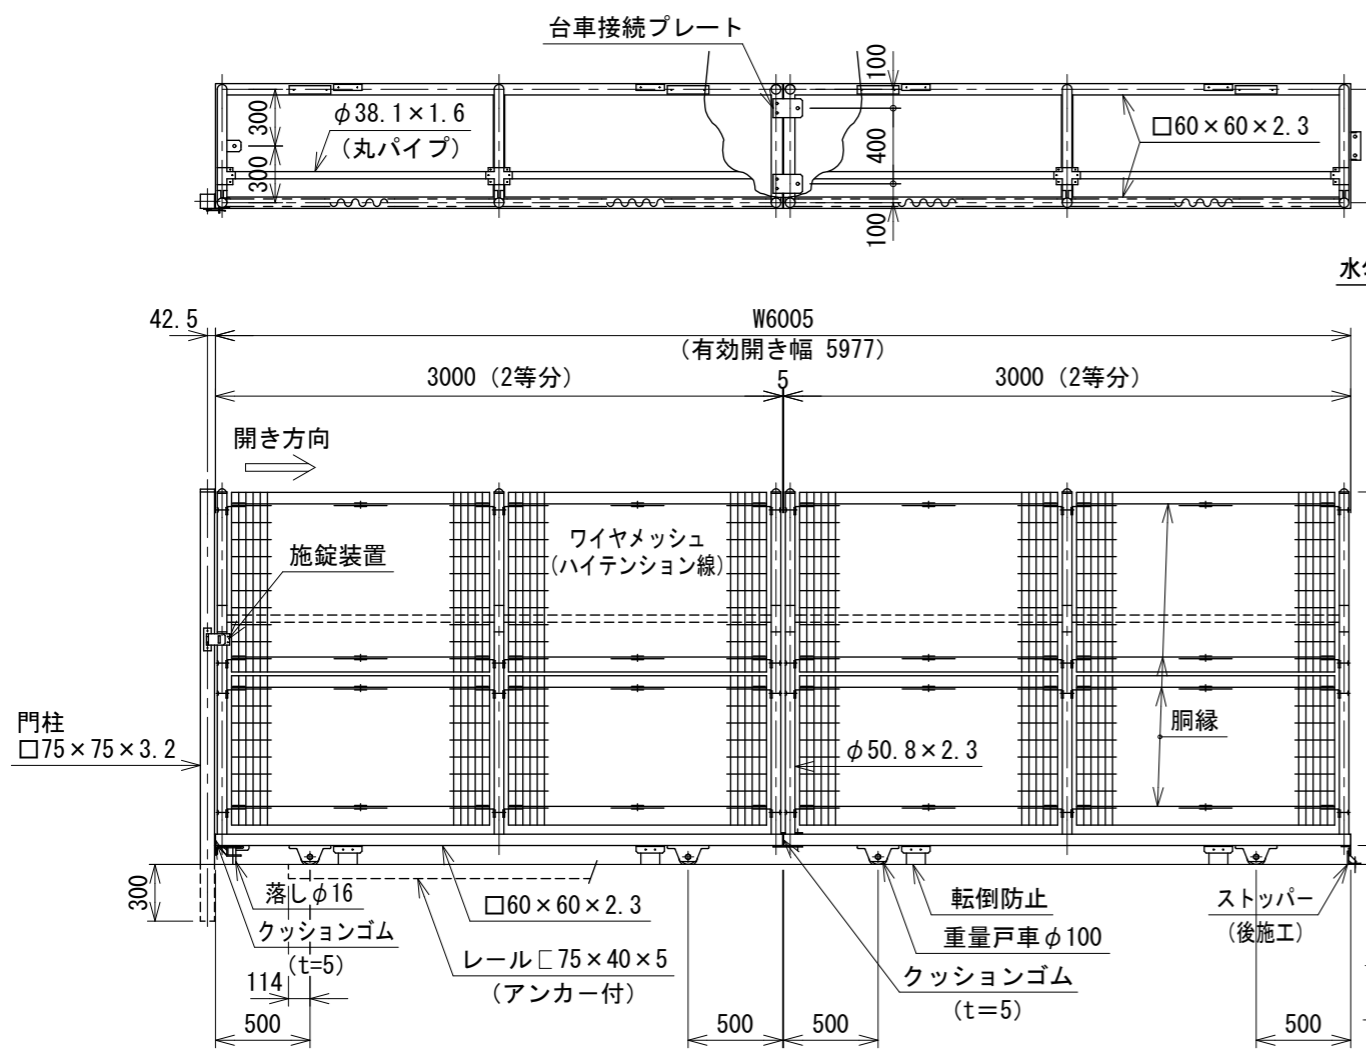 台車接続プレート
100
300
φ38.1×1.6
(丸パイプ)
400
□60×60×2.3
300
100
水
42.5
W6005
(有効開き幅 5977)
3000 (2等分)
5
3000 (2等分)
開き方向
ワイヤメッシュ
(ハイテンション線)
施錠装置
門柱
□75×75×3.2
φ50.8×2.3
胴縁
300
落しφ16
クッションゴム
(t=5)
□60×60×2.3
レール⊏75×40×5
(アンカー付)
転倒防止
重量戸車φ100
クッションゴム
(t=5)
ストッパー
(後施工)
114
500
500
500
500